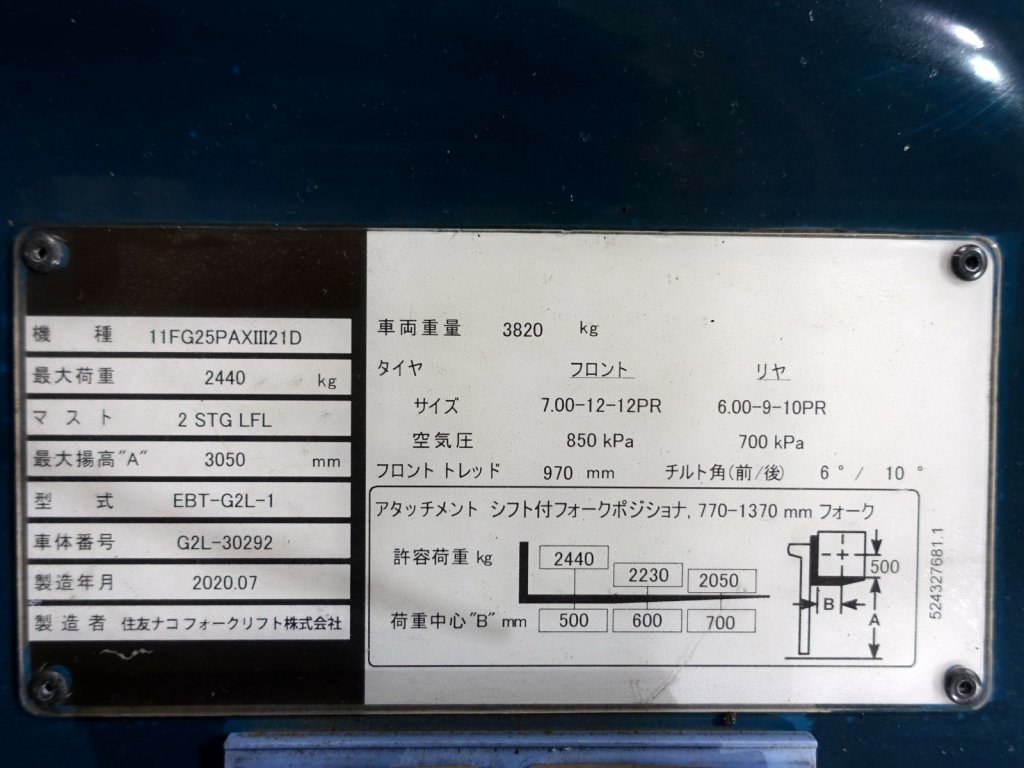 機 種 11FG25PAXIII21D
最大荷重 2440 kg
マスト 2 STG LFL
最大揚高"A" 3050 mm
型 式 EBT-G2L-1
車体番号 G2L-30292
製造年月 2020.07
製造者 住友ナコ フォークリフト株式会社
車両重量 3820 kg
タイヤ フロント リヤ
サイズ 7.00-12-12PR 6.00-9-10PR
空気圧 850 kPa 700 kPa
フロント トレッド 970 mm チルト角(前/後) 6 ° / 10 °
アタッチメント シフト付フォークポジショナ, 770-1370 mm フォーク
許容荷重 kg 2440 2230 2050
荷重中心"B" mm 500 600 700
500
B
A
524327681.1